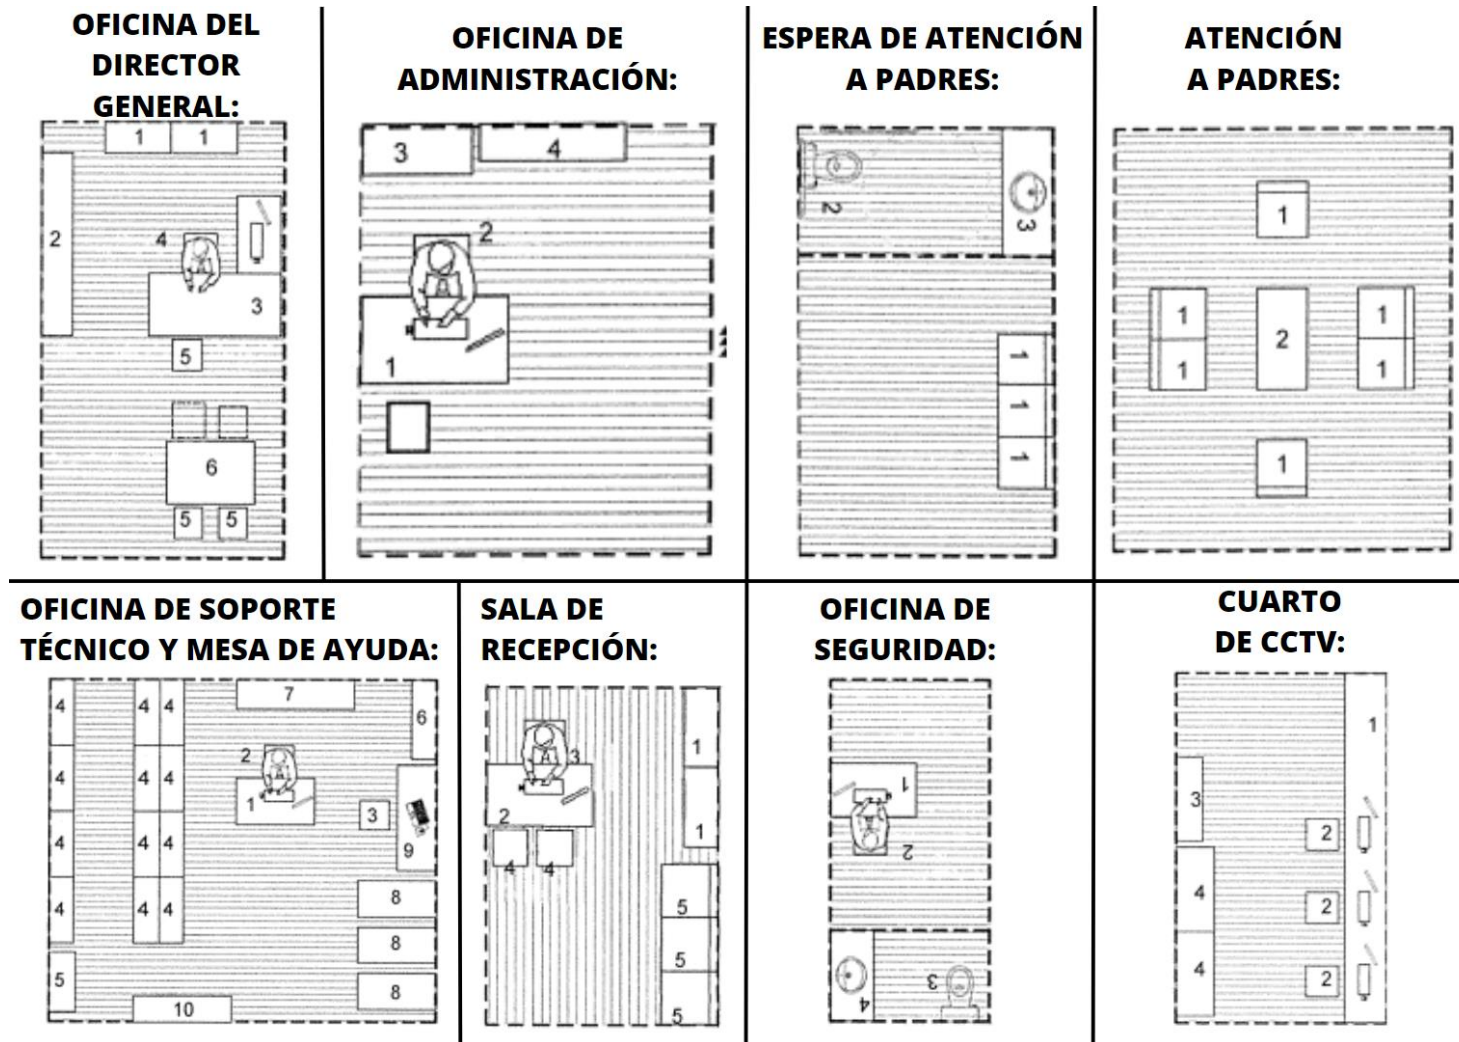 OFICINA DEL
DIRECTOR
GENERAL:
1 1
2
4
3
5
6
5 5
OFICINA DE
ADMINISTRACIÓN:
3 4
2
1
ESPERA DE ATENCIÓN
A PADRES:
2
3
1
1
1
ATENCIÓN
A PADRES:
1
1 1
2
1 1
1
OFICINA DE SOPORTE
TÉCNICO Y MESA DE AYUDA:
4 4 4 7 6
2
4 4 4 1 3
9
4 4 4
8
4 4 4 8
5 8
10
SALA DE
RECEPCIÓN:
3 1
2
1
4 4
5
5
5
OFICINA DE
SEGURIDAD:
1
2
3
4
CUARTO
DE CCTV:
1
3
2
4
2
4
2